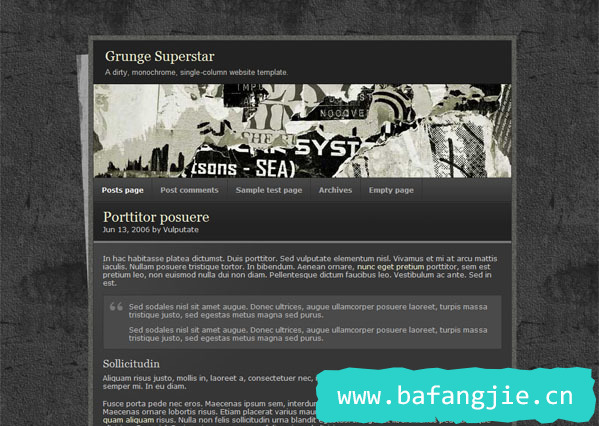 Grunge Superstar
A dirty, monochrome, single-column website template.
NOCOVE
SHE
SYST
(sons - SEA)
Posts page Post comments Sample test page Archives Empty page
Porttitor posuere
Jun 13, 2006 by Vulputate
In hac habitasse platea dictumst. Duis porttitor. Sed vulputate elementum nisl. Vivamus et mi at arcu mattis
iaculis. Nullam posuere tristique tortor. In bibendum. Aenean ornare, nunc eget pretium porttitor, sem est
pretium leo, non euismod nulla dui non diam. Pellentesque dictum faucibus leo. Vestibulum ac ante. Sed in
est.
Sed sodales nisl sit amet augue. Donec ultrices, augue ullamcorper posuere laoreet, turpis massa
tristique justo, sed egestas metus magna sed purus.
Sed sodales nisl sit amet augue. Donec ultrices, augue ullamcorper posuere laoreet, turpis massa
tristique justo, sed egestas metus magna sed purus.
Sollicitudin
Aliquam risus justo, mollis in, laoreet a, consectetuer nec,
semper mi. In eu diam.
Fusce porta pede nec eros. Maecenas ipsum sem, interdum
Maecenas ornare lobortis risus. Etiam placerat varius mau
quam aliquam risus. Nulla non felis sollicitudin urna blandit
www.bafangjie.cn